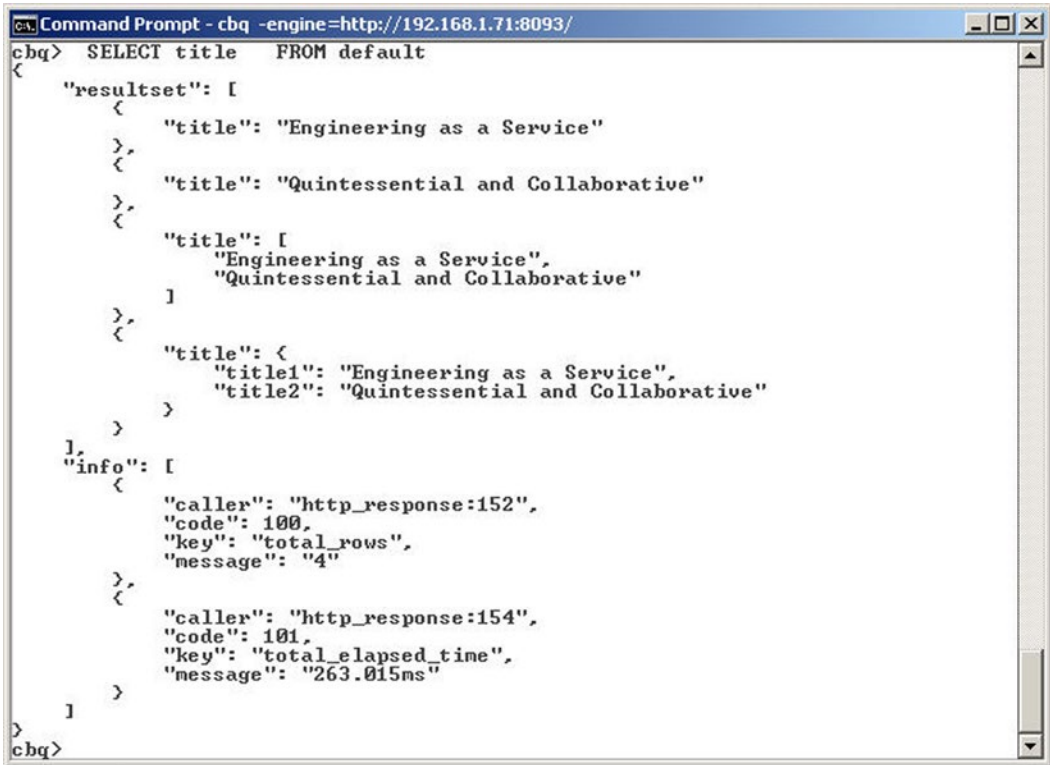 Command Prompt - cbq -engine=http://192.168.1.71:8093/
cbq>  SELECT title   FROM default
{
    "resultset": [
        {
            "title": "Engineering as a Service"
        },
        {
            "title": "Quintessential and Collaborative"
        },
        {
            "title": [
                "Engineering as a Service",
                "Quintessential and Collaborative"
            ]
        },
        {
            "title": {
                "title1": "Engineering as a Service",
                "title2": "Quintessential and Collaborative"
            }
        }
    ],
    "info": [
        {
            "caller": "http_response:152",
            "code": 100,
            "key": "total_rows",
            "message": "4"
        },
        {
            "caller": "http_response:154",
            "code": 101,
            "key": "total_elapsed_time",
            "message": "263.015ms"
        }
    ]
}
cbq>